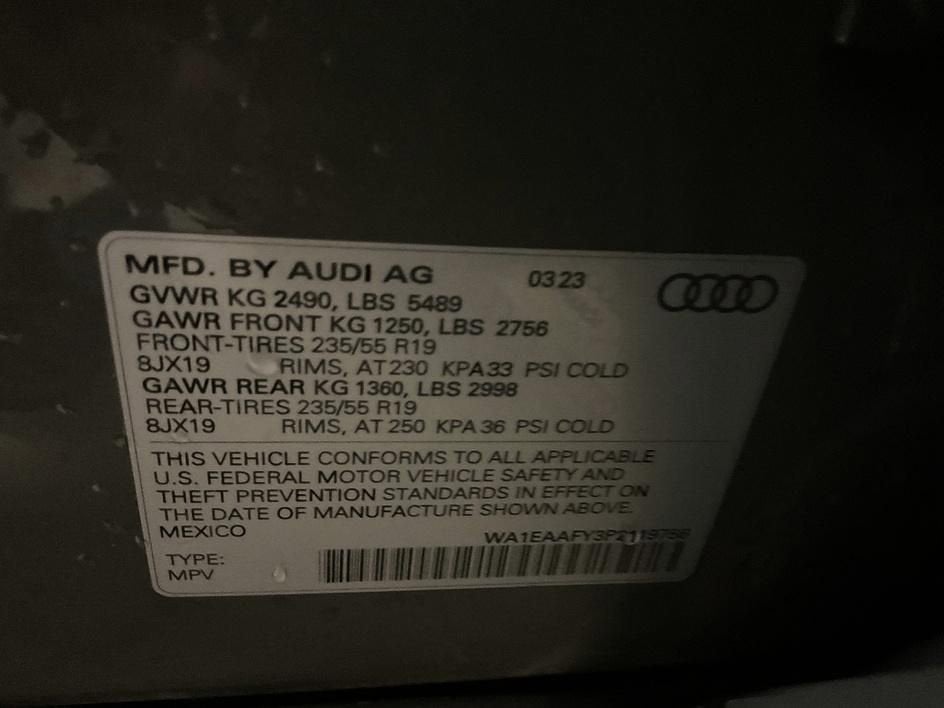 MFD. BY AUDI AG 03 23
GVWR KG 2490, LBS 5489
GAWR FRONT KG 1250, LBS 2756
FRONT-TIRES 235/55 R19
8JX19 RIMS, AT 230 KPA 33 PSI COLD
GAWR REAR KG 1360, LBS 2998
REAR-TIRES 235/55 R19
8JX19 RIMS, AT 250 KPA 36 PSI COLD
THIS VEHICLE CONFORMS TO ALL APPLICABLE
U.S. FEDERAL MOTOR VEHICLE SAFETY AND
THEFT PREVENTION STANDARDS IN EFFECT ON
THE DATE OF MANUFACTURE SHOWN ABOVE.
MEXICO
TYPE:
MPV